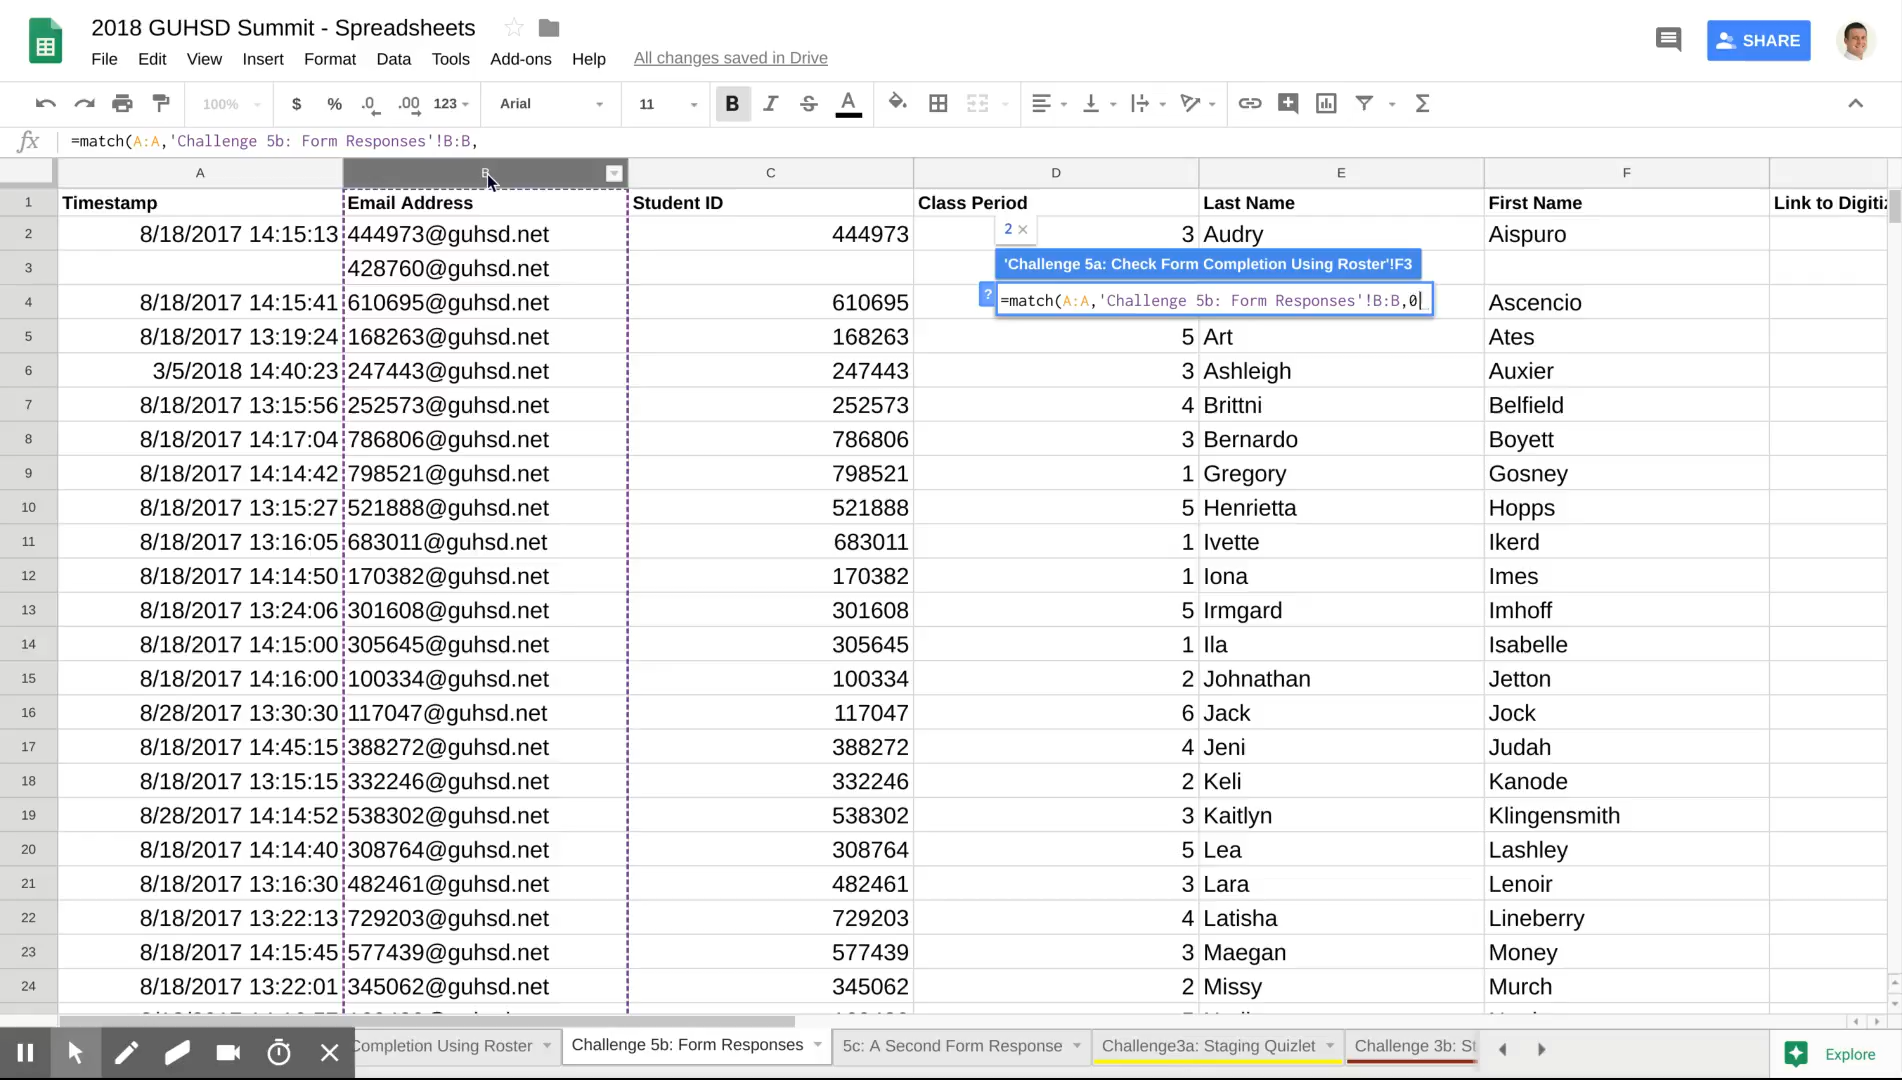 2018 GUHSD Summit - Spreadsheets
File Edit View Insert Format Data Tools Add-ons Help All changes saved in Drive
SHARE
100% $ % .0 .00 123 Arial 11 B I S A Σ
fx =match(A:A,'Challenge 5b: Form Responses'!B:B,
A B C D E F
1 Timestamp Email Address Student ID Class Period Last Name First Name Link to Digiti
2 8/18/2017 14:15:13 444973@guhsd.net 444973 3 Audry Aispuro
2 ×
3 428760@guhsd.net
'Challenge 5a: Check Form Completion Using Roster'!F3
? =match(A:A,'Challenge 5b: Form Responses'!B:B,0
4 8/18/2017 14:15:41 610695@guhsd.net 610695 Ascencio
5 8/18/2017 13:19:24 168263@guhsd.net 168263 5 Art Ates
6 3/5/2018 14:40:23 247443@guhsd.net 247443 3 Ashleigh Auxier
7 8/18/2017 13:15:56 252573@guhsd.net 252573 4 Brittni Belfield
8 8/18/2017 14:17:04 786806@guhsd.net 786806 3 Bernardo Boyett
9 8/18/2017 14:14:42 798521@guhsd.net 798521 1 Gregory Gosney
10 8/18/2017 13:15:27 521888@guhsd.net 521888 5 Henrietta Hopps
11 8/18/2017 13:16:05 683011@guhsd.net 683011 1 Ivette Ikerd
12 8/18/2017 14:14:50 170382@guhsd.net 170382 1 Iona Imes
13 8/18/2017 13:24:06 301608@guhsd.net 301608 5 Irmgard Imhoff
14 8/18/2017 14:15:00 305645@guhsd.net 305645 1 Ila Isabelle
15 8/18/2017 14:16:00 100334@guhsd.net 100334 2 Johnathan Jetton
16 8/28/2017 13:30:30 117047@guhsd.net 117047 6 Jack Jock
17 8/18/2017 14:45:15 388272@guhsd.net 388272 4 Jeni Judah
18 8/18/2017 13:15:15 332246@guhsd.net 332246 2 Keli Kanode
19 8/28/2017 14:14:52 538302@guhsd.net 538302 3 Kaitlyn Klingensmith
20 8/18/2017 14:14:40 308764@guhsd.net 308764 5 Lea Lashley
21 8/18/2017 13:16:30 482461@guhsd.net 482461 3 Lara Lenoir
22 8/18/2017 13:22:13 729203@guhsd.net 729203 4 Latisha Lineberry
23 8/18/2017 14:15:45 577439@guhsd.net 577439 3 Maegan Money
24 8/18/2017 13:22:01 345062@guhsd.net 345062 2 Missy Murch
Completion Using Roster Challenge 5b: Form Responses 5c: A Second Form Response Challenge3a: Staging Quizlet Challenge 3b: St Explore